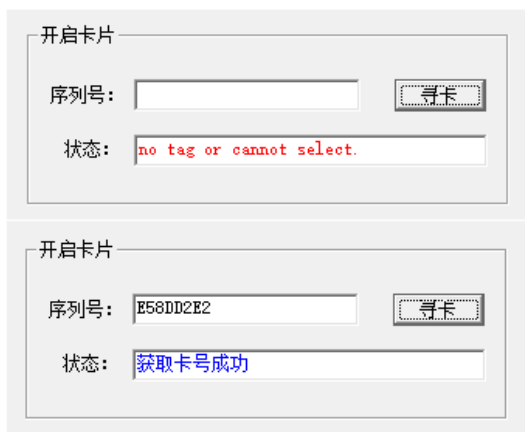 开启卡片
序列号： 寻卡
状态： no tag or cannot select.
开启卡片
序列号： E58DD2E2 寻卡
状态： 获取卡号成功